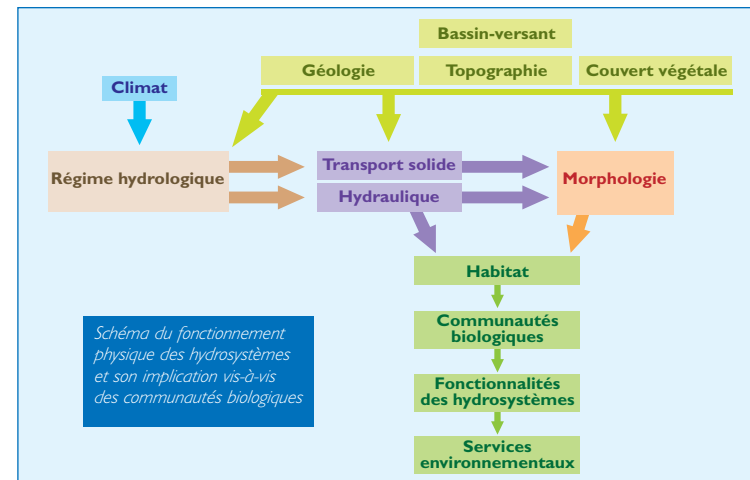 Bassin-versant
Géologie
Topographie
Couvert végétale
Climat
Régime hydrologique
Transport solide
Hydraulique
Morphologie
Habitat
Communautés
biologiques
Fonctionnalités
des hydrosystèmes
Services
environnementaux
Schéma du fonctionnement
physique des hydrosystèmes
et son implication vis-à-vis
des communautés biologiques